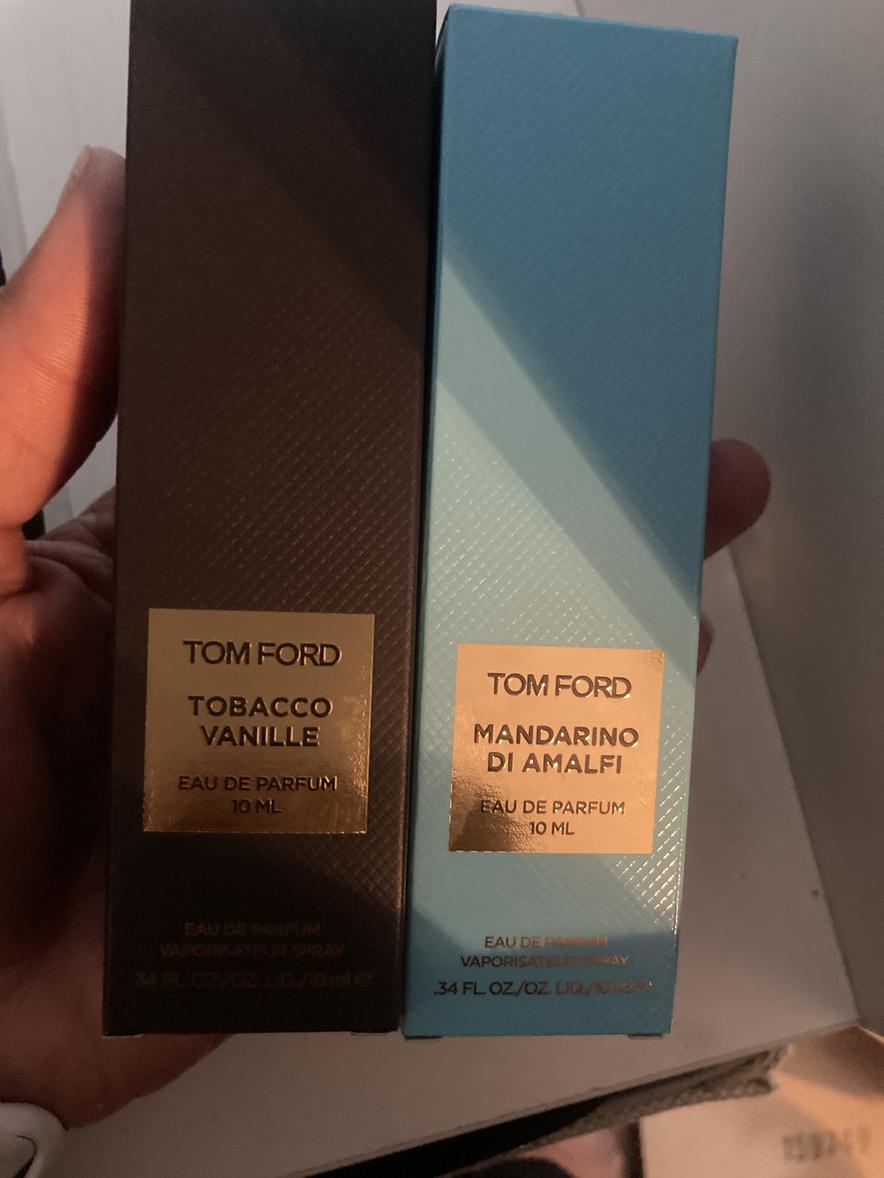 TOM FORD
TOBACCO
VANILLE
EAU DE PARFUM
10 ML
EAU DE PARFUM
VAPORISATEUR SPRAY
.34 FL.OZ./OZ. LIQ./10 ml e
TOM FORD
MANDARINO
DI AMALFI
EAU DE PARFUM
10 ML
EAU DE PARFUM
VAPORISATEUR SPRAY
.34 FL. OZ./OZ. LIQ./10 ml e